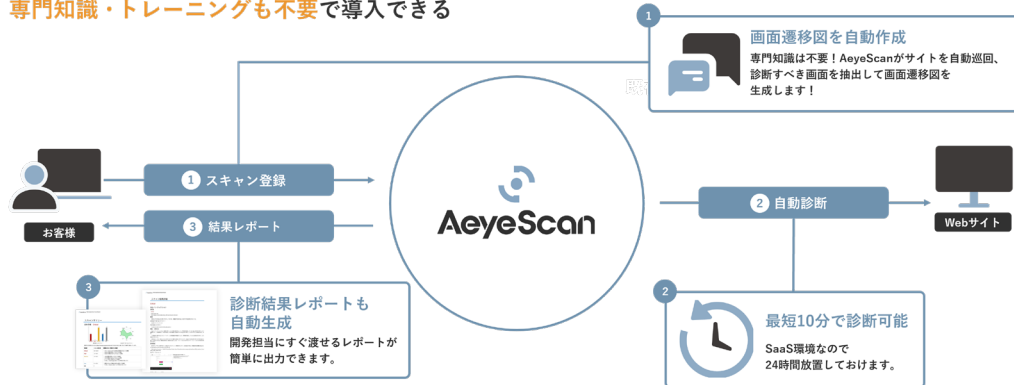 専門知識・トレーニングも不要で導入できる
1
画面遷移図を自動作成
専門知識は不要！AeyeScanがサイトを自動巡回、
診断すべき画面を抽出して画面遷移図を
生成します！
1 スキャン登録
3 結果レポート
お客様
AeyeScan
2 自動診断
Webサイト
3
診断結果レポートも
自動生成
開発担当にすぐ渡せるレポートが
簡単に出力できます。
2
最短10分で診断可能
SaaS環境なので
24時間放置しておけます。